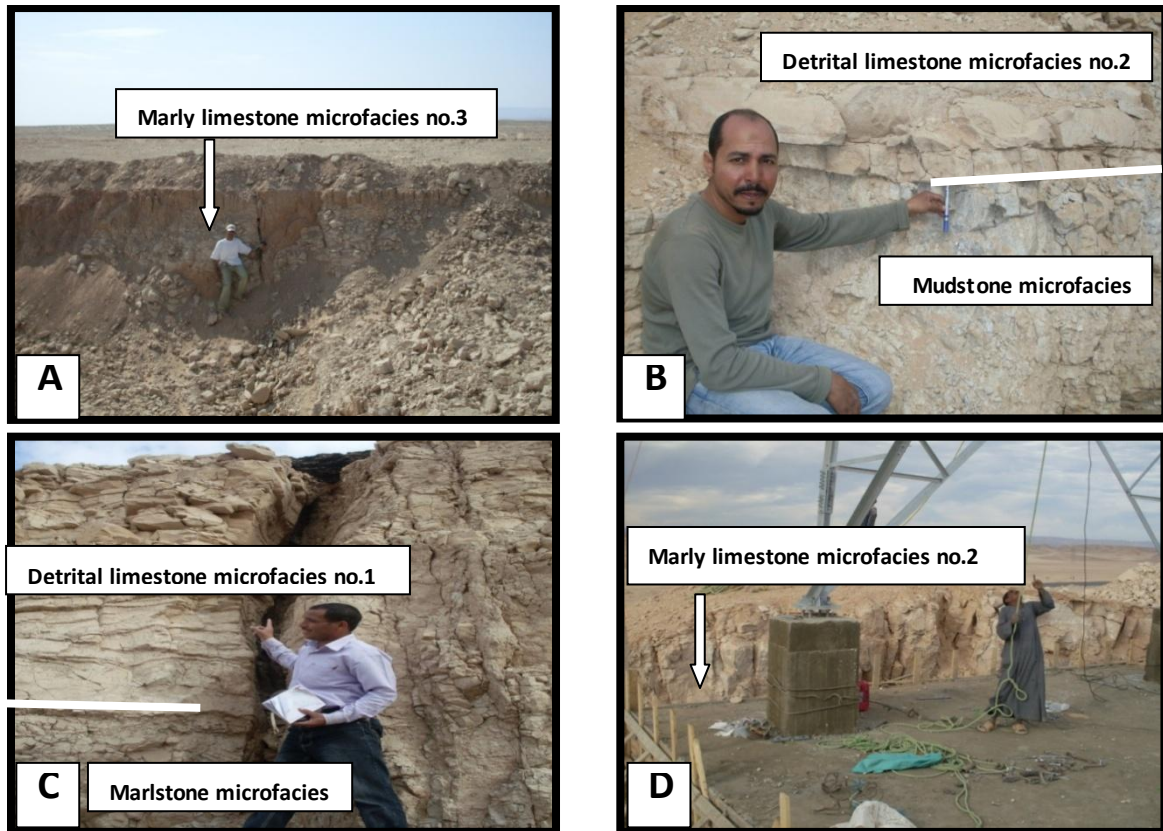 Marly limestone microfacies no.3
A
Detrital limestone microfacies no.2
Mudstone microfacies
B
Detrital limestone microfacies no.1
Marlstone microfacies
C
Marly limestone microfacies no.2
D